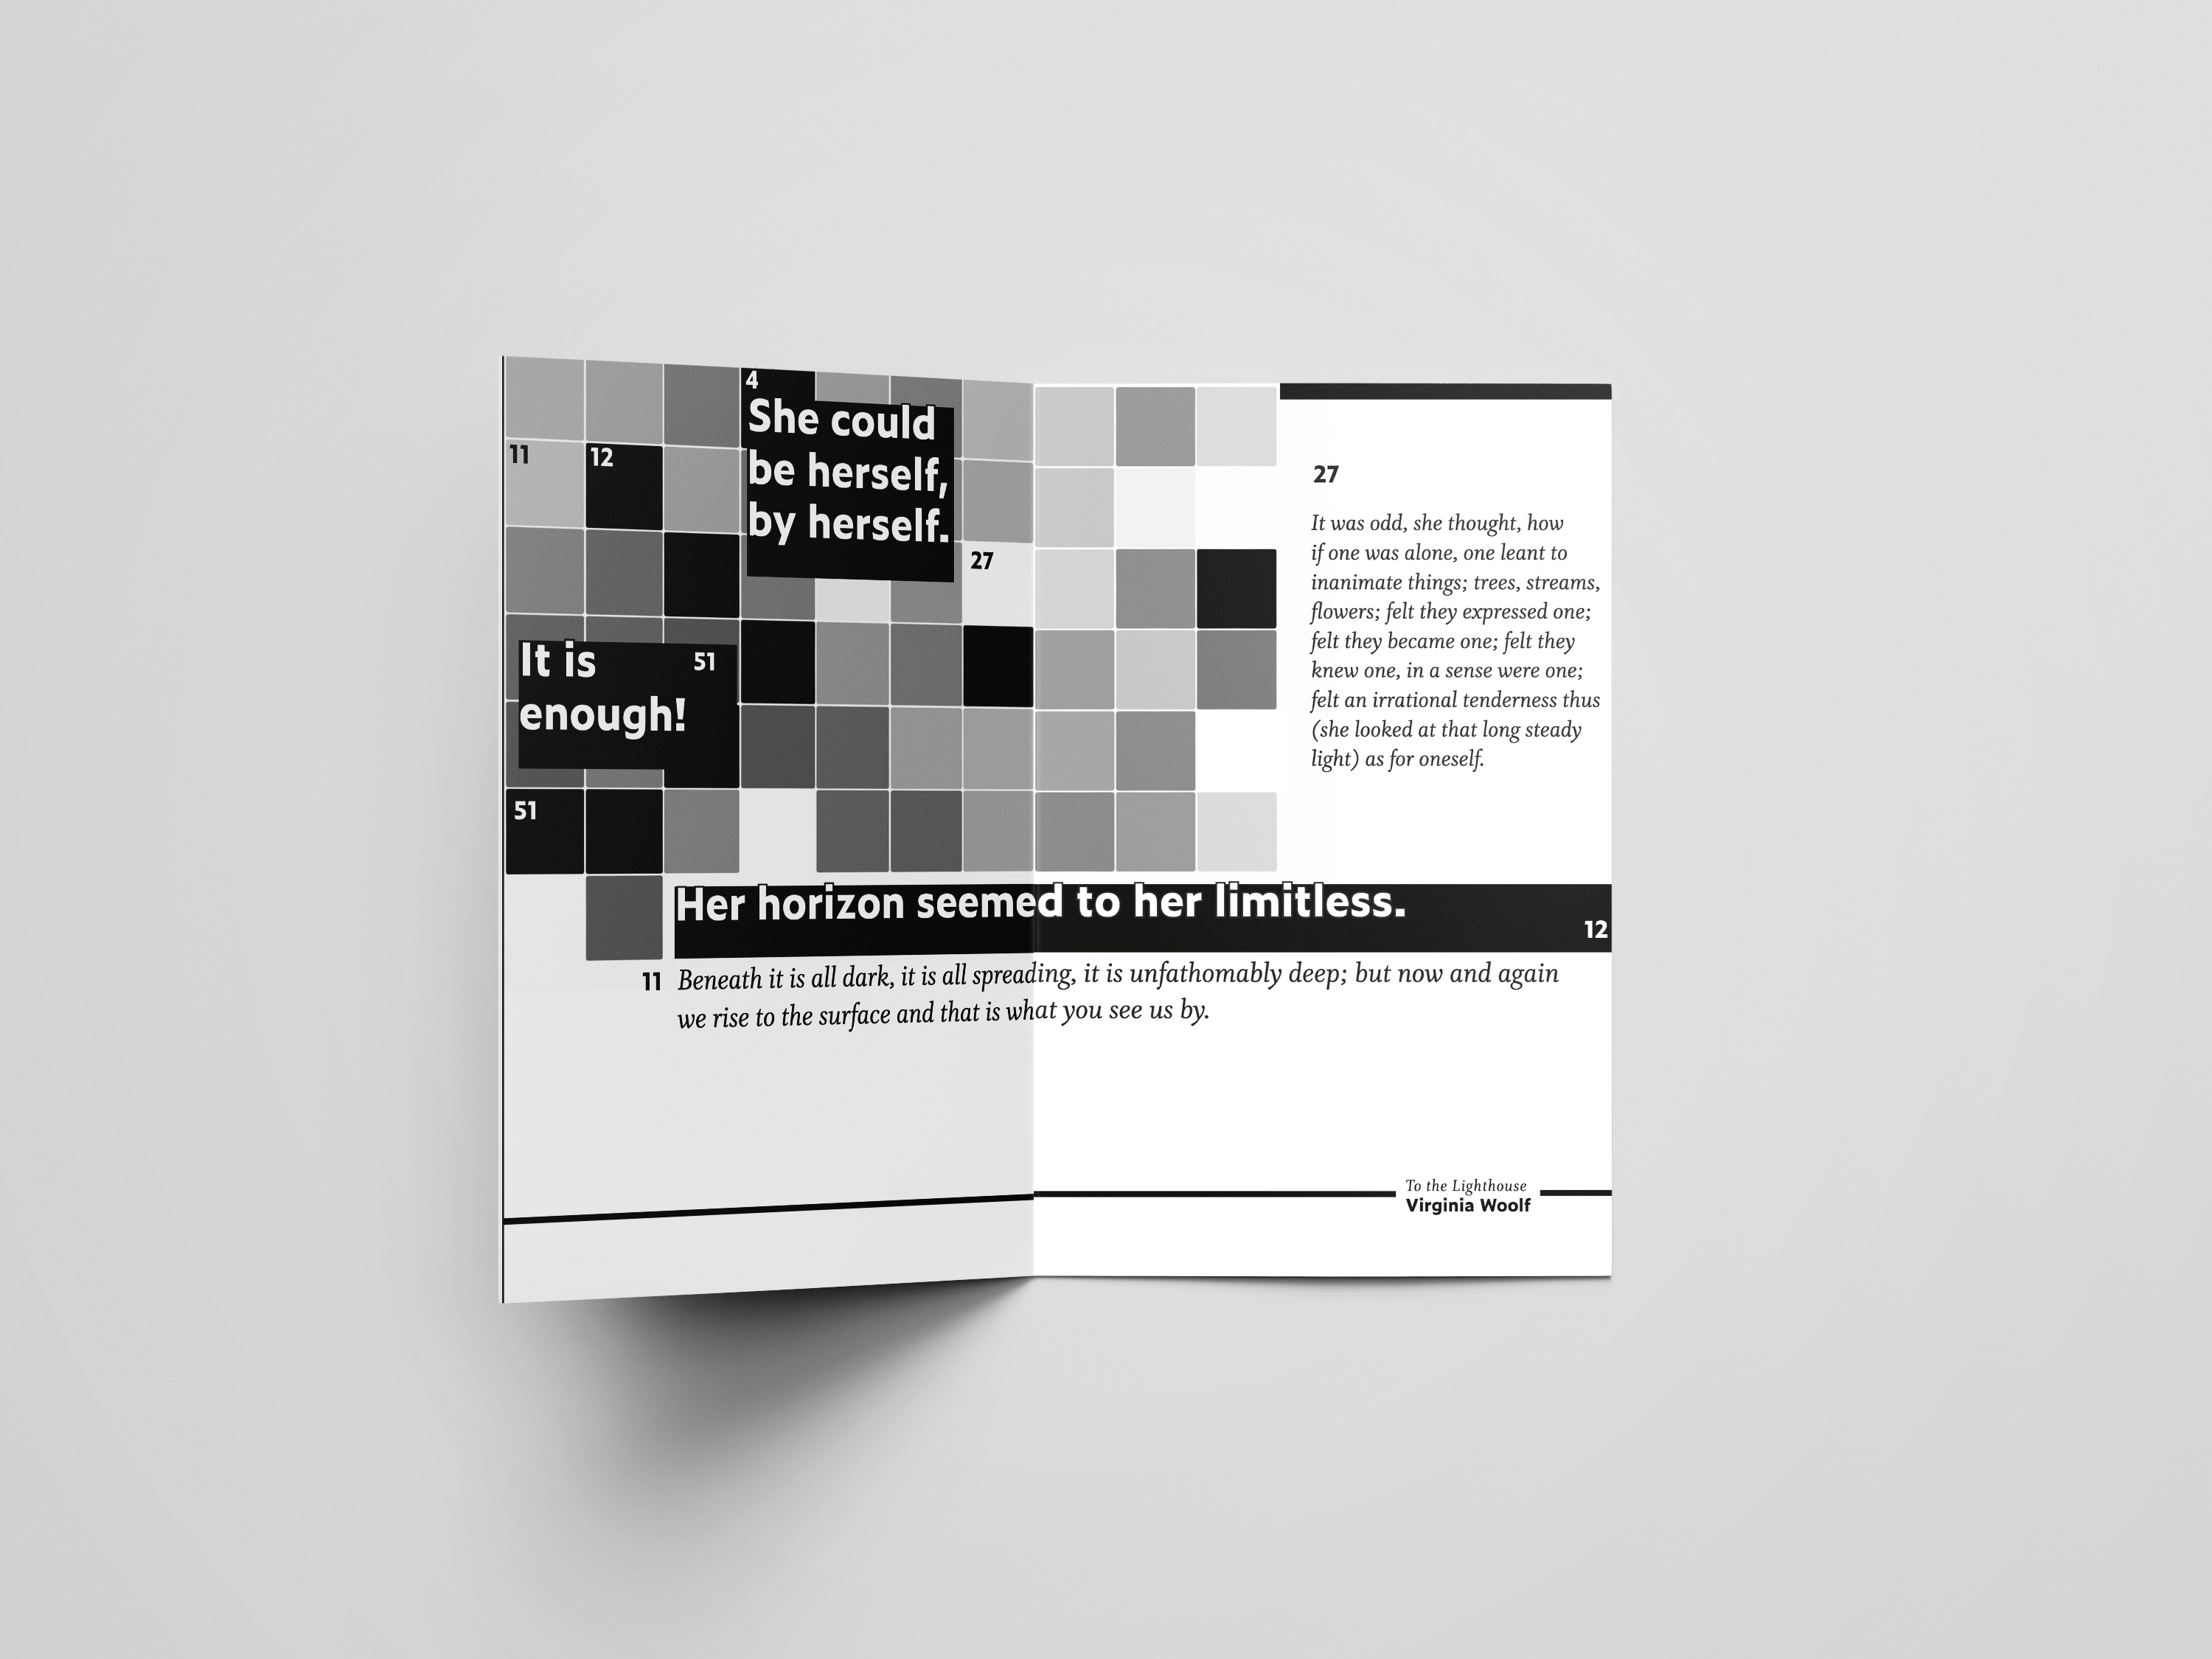 4
She could
be herself,
by herself.
11
12
27
It is
enough!
51
51
27
It was odd, she thought, how
if one was alone, one leant to
inanimate things; trees, streams,
flowers; felt they expressed one;
felt they became one; felt they
knew one, in a sense were one;
felt an irrational tenderness thus
(she looked at that long steady
light) as for oneself.
Her horizon seemed to her limitless.
12
11
Beneath it is all dark, it is all spreading, it is unfathomably deep; but now and again
we rise to the surface and that is what you see us by.
To the Lighthouse
Virginia Woolf